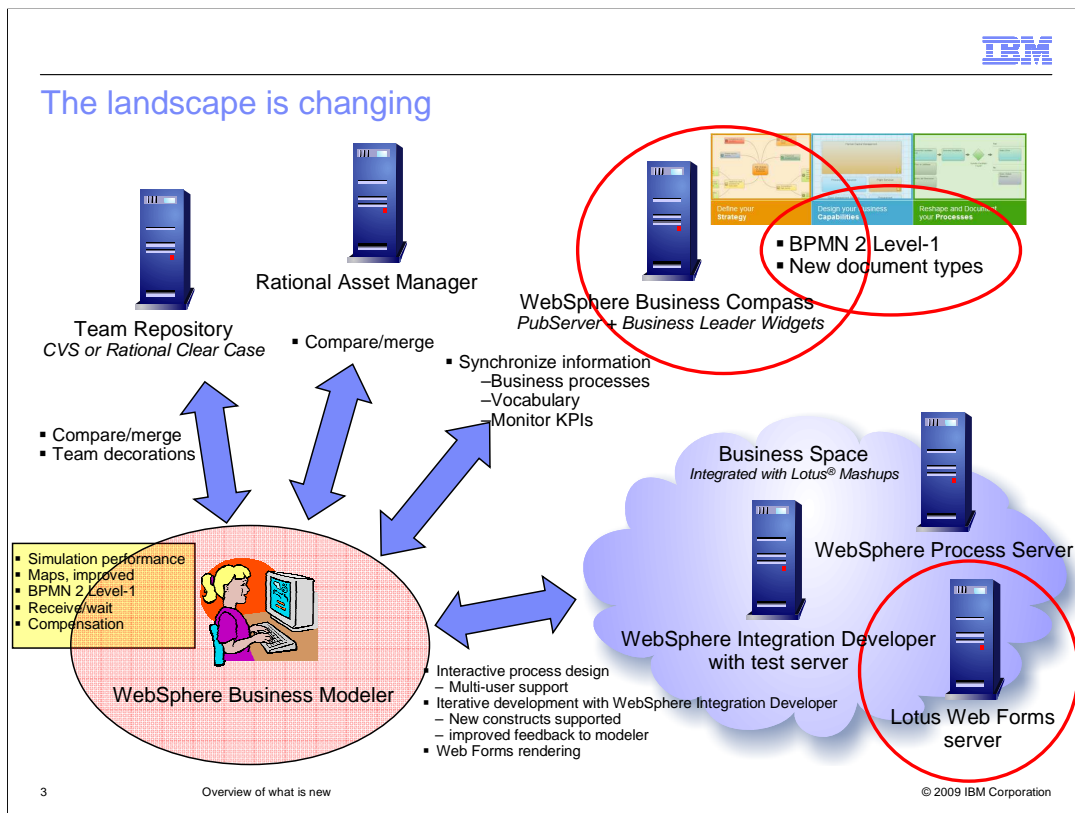 IBM
The landscape is changing
Define your
Strategy
Design your Business
Capabilities
Reshape and Document
your Processes
▪ BPMN 2 Level-1
▪ New document types
Rational Asset Manager
WebSphere Business Compass
PubServer + Business Leader Widgets
Team Repository
CVS or Rational Clear Case
▪ Compare/merge
▪ Synchronize information
–Business processes
–Vocabulary
–Monitor KPIs
▪ Compare/merge
▪ Team decorations
Business Space
Integrated with Lotus® Mashups
WebSphere Process Server
▪ Simulation performance
▪ Maps, improved
▪ BPMN 2 Level-1
▪ Receive/wait
▪ Compensation
WebSphere Business Modeler
WebSphere Integration Developer
with test server
▪ Interactive process design
– Multi-user support
▪ Iterative development with WebSphere Integration Developer
– New constructs supported
– improved feedback to modeler
▪ Web Forms rendering
Lotus Web Forms
server
3
Overview of what is new
© 2009 IBM Corporation